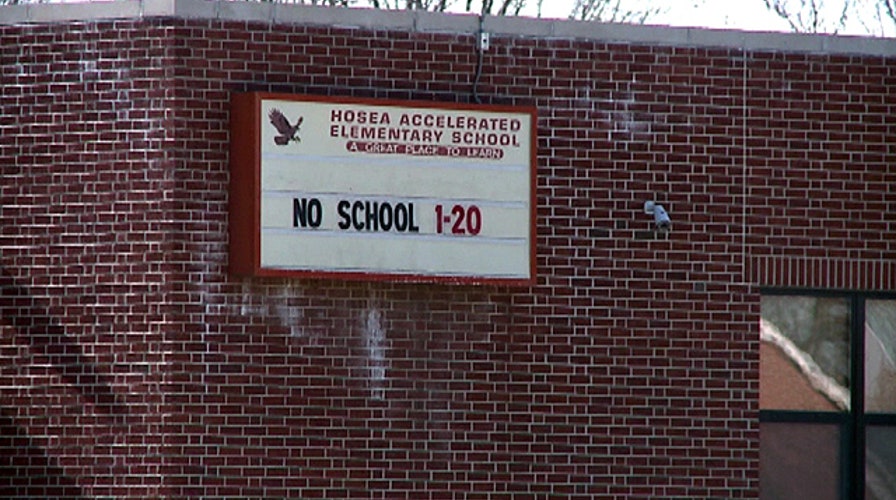 HOSEA ACCELERATED
ELEMENTARY SCHOOL
A GREAT PLACE TO LEARN
NO SCHOOL 1-20